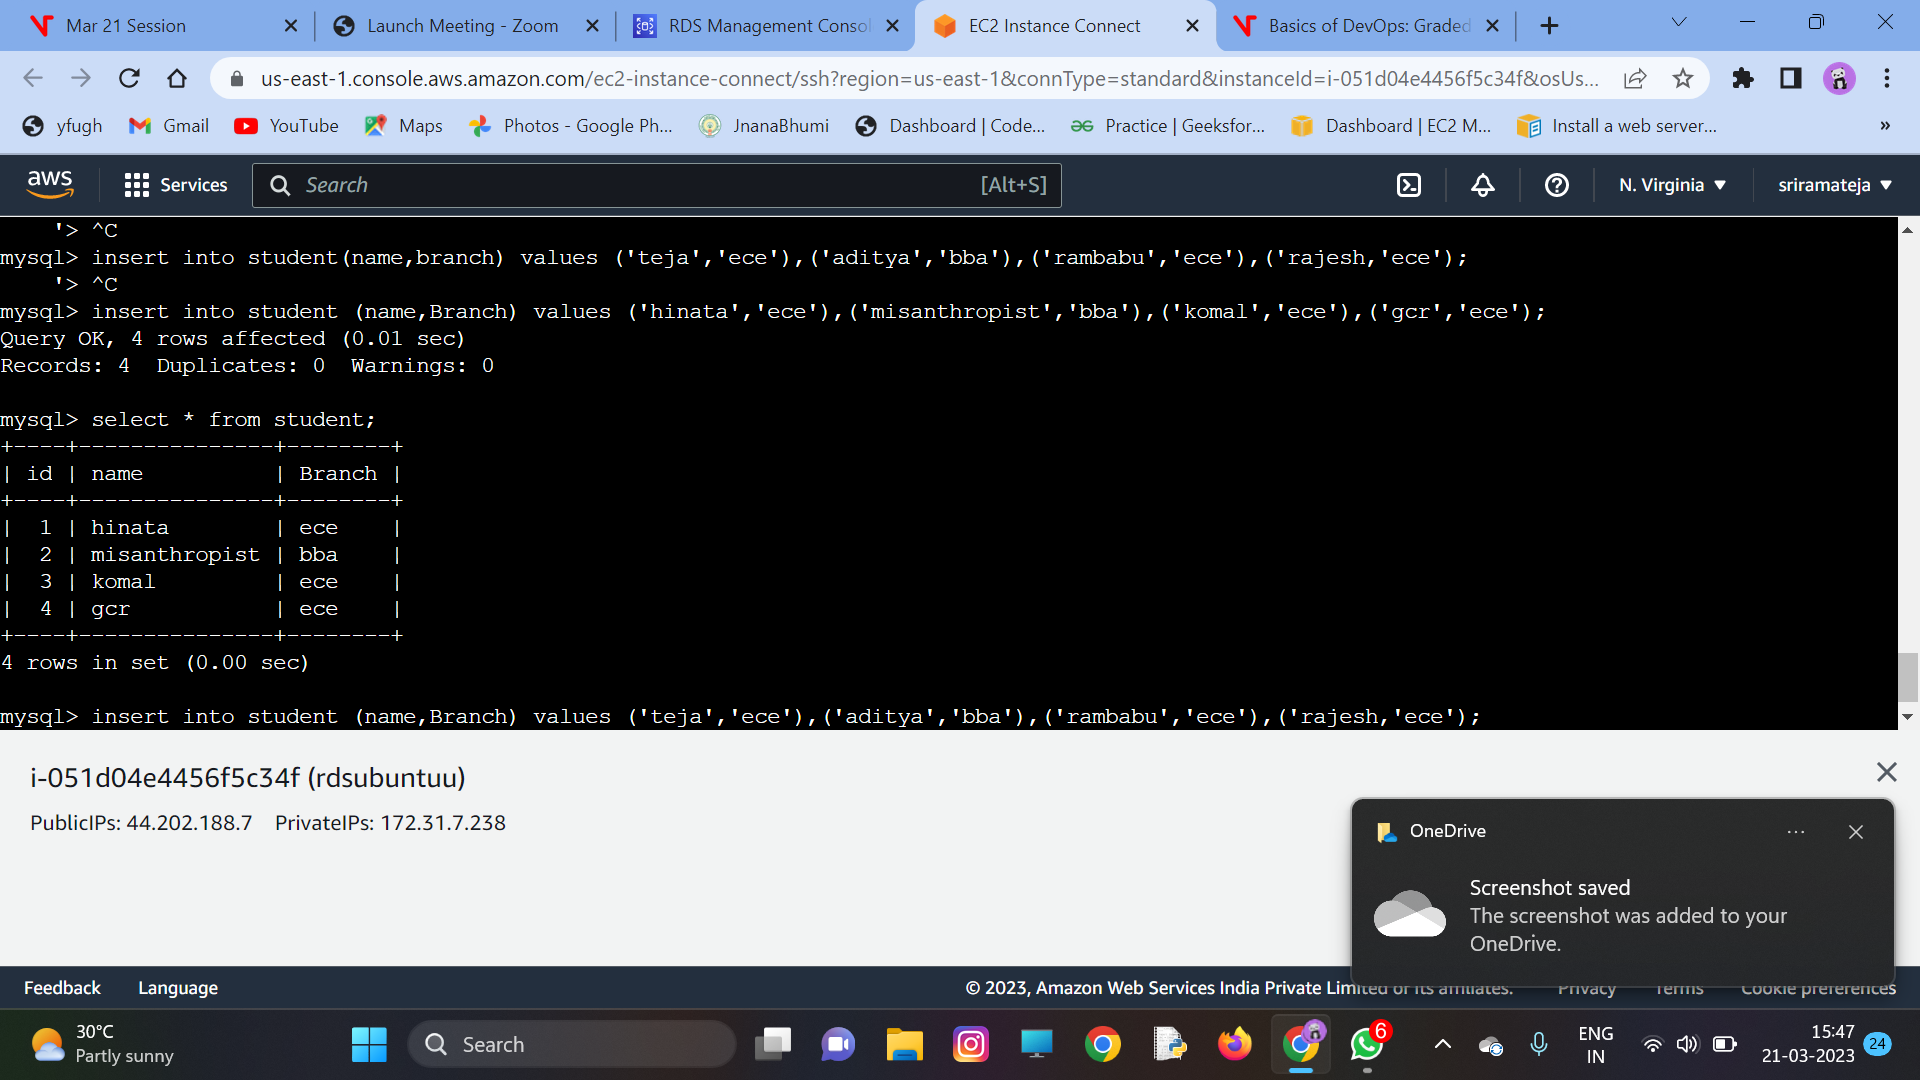 Mar 21 Session
Launch Meeting - Zoom
RDS Management Consol
EC2 Instance Connect
Basics of DevOps: Graded
us-east-1.console.aws.amazon.com/ec2-instance-connect/ssh?region=us-east-1&connType=standard&instanceId=i-051d04e4456f5c34f&osUs...
yfugh
Gmail
YouTube
Maps
Photos - Google Ph...
JnanaBhumi
Dashboard | Code...
Practice | Geeksfor...
Dashboard | EC2 M...
Install a web server...
»
aws
Services
Search
[Alt+S]
N. Virginia
sriramateja
'> ^C
mysql> insert into student(name,branch) values ('teja','ece'),('aditya','bba'),('rambabu','ece'),('rajesh,'ece');
'> ^C
mysql> insert into student (name,Branch) values ('hinata','ece'),('misanthropist','bba'),('komal','ece'),('gcr','ece');
Query OK, 4 rows affected (0.01 sec)
Records: 4  Duplicates: 0  Warnings: 0
mysql> select * from student;
+----+---------------+--------+
| id | name          | Branch |
+----+---------------+--------+
|  1 | hinata        | ece    |
|  2 | misanthropist | bba    |
|  3 | komal         | ece    |
|  4 | gcr           | ece    |
+----+---------------+--------+
4 rows in set (0.00 sec)
mysql> insert into student (name,Branch) values ('teja','ece'),('aditya','bba'),('rambabu','ece'),('rajesh,'ece');
i-051d04e4456f5c34f (rdsubuntuu)
PublicIPs: 44.202.188.7 PrivateIPs: 172.31.7.238
OneDrive
Screenshot saved
The screenshot was added to your
OneDrive.
Feedback
Language
© 2023, Amazon Web Services India Private Limited or its affiliates.
Privacy
Terms
Cookie preferences
30°C
Partly sunny
Search
6
ENG
IN
15:47
21-03-2023
24